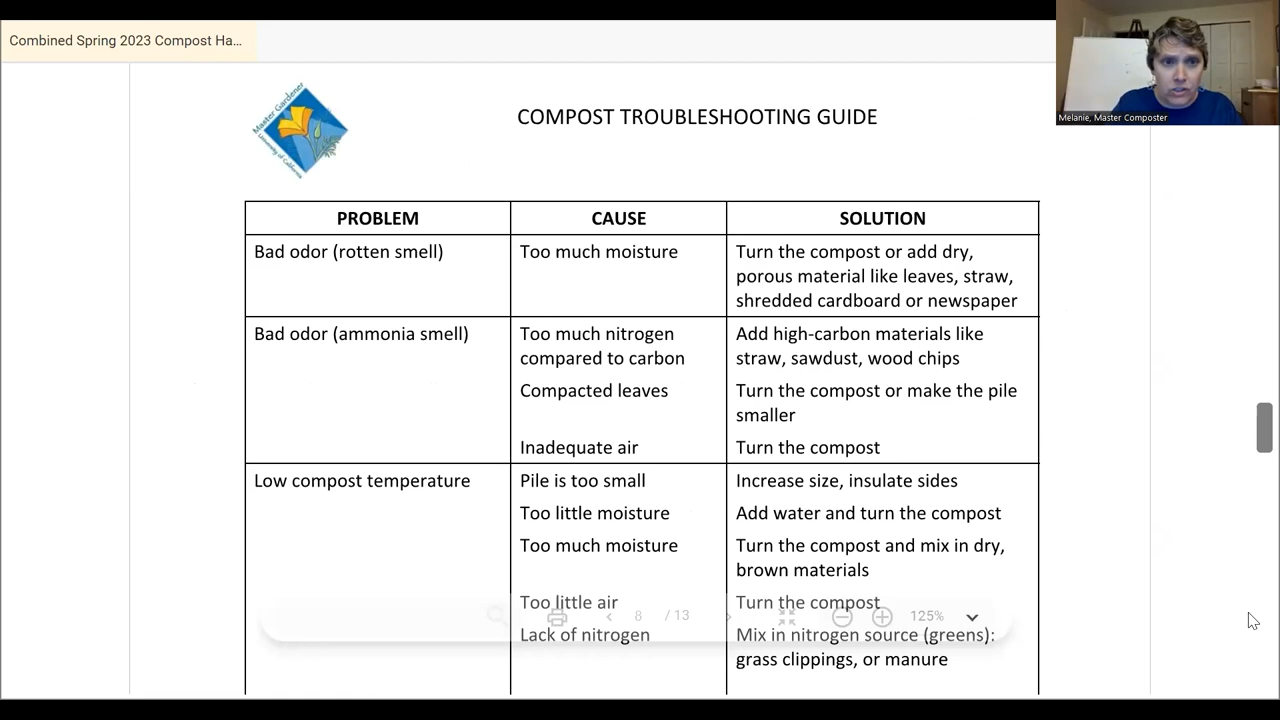 Combined Spring 2023 Compost Ha...
Melanie, Master Composter
Master Gardener
University of California
COMPOST TROUBLESHOOTING GUIDE
PROBLEM CAUSE SOLUTION
Bad odor (rotten smell) Too much moisture Turn the compost or add dry,
porous material like leaves, straw,
shredded cardboard or newspaper
Bad odor (ammonia smell) Too much nitrogen Add high-carbon materials like
compared to carbon straw, sawdust, wood chips
Compacted leaves Turn the compost or make the pile
smaller
Inadequate air Turn the compost
Low compost temperature Pile is too small Increase size, insulate sides
Too little moisture Add water and turn the compost
Too much moisture Turn the compost and mix in dry,
brown materials
Too little air Turn the compost
8 / 13 125%
Lack of nitrogen Mix in nitrogen source (greens):
grass clippings, or manure